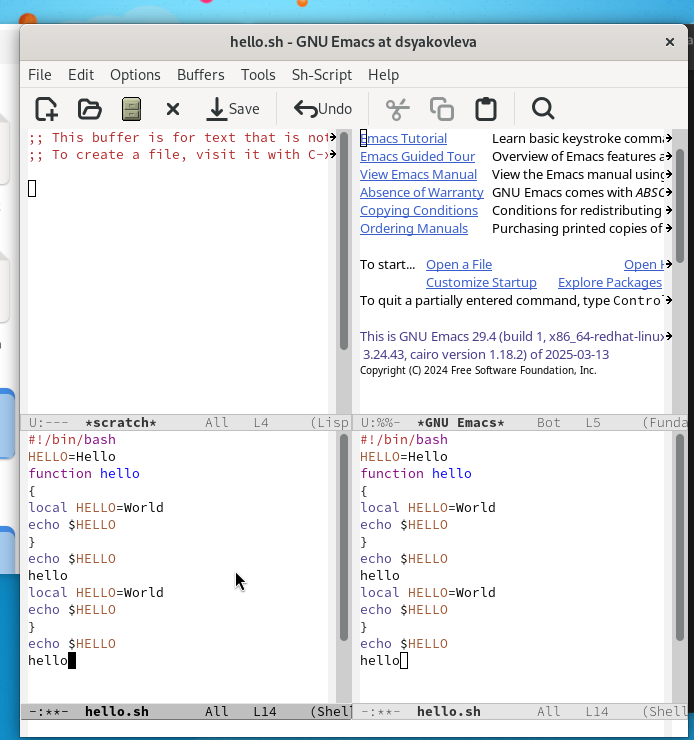 hello.sh - GNU Emacs at dsyakovleva
File Edit Options Buffers Tools Sh-Script Help
Save Undo
;; This buffer is for text that is not
;; To create a file, visit it with C-x
U:--- *scratch* All L4 (Lisp
Emacs Tutorial Learn basic keystroke comma
Emacs Guided Tour Overview of Emacs features a
View Emacs Manual View the Emacs manual using
Absence of Warranty GNU Emacs comes with ABSO
Copying Conditions Conditions for redistributing
Ordering Manuals Purchasing printed copies of
To start... Open a File Open H
Customize Startup Explore Packages
To quit a partially entered command, type Contro
This is GNU Emacs 29.4 (build 1, x86_64-redhat-linux
3.24.43, cairo version 1.18.2) of 2025-03-13
Copyright (C) 2024 Free Software Foundation, Inc.
U:%%- *GNU Emacs* Bot L5 (Funda
#!/bin/bash
HELLO=Hello
function hello
{
local HELLO=World
echo $HELLO
}
echo $HELLO
hello
local HELLO=World
echo $HELLO
}
echo $HELLO
hello
-:**- hello.sh All L14 (Shell
#!/bin/bash
HELLO=Hello
function hello
{
local HELLO=World
echo $HELLO
}
echo $HELLO
hello
local HELLO=World
echo $HELLO
}
echo $HELLO
hello
-:**- hello.sh All L14 (Shell